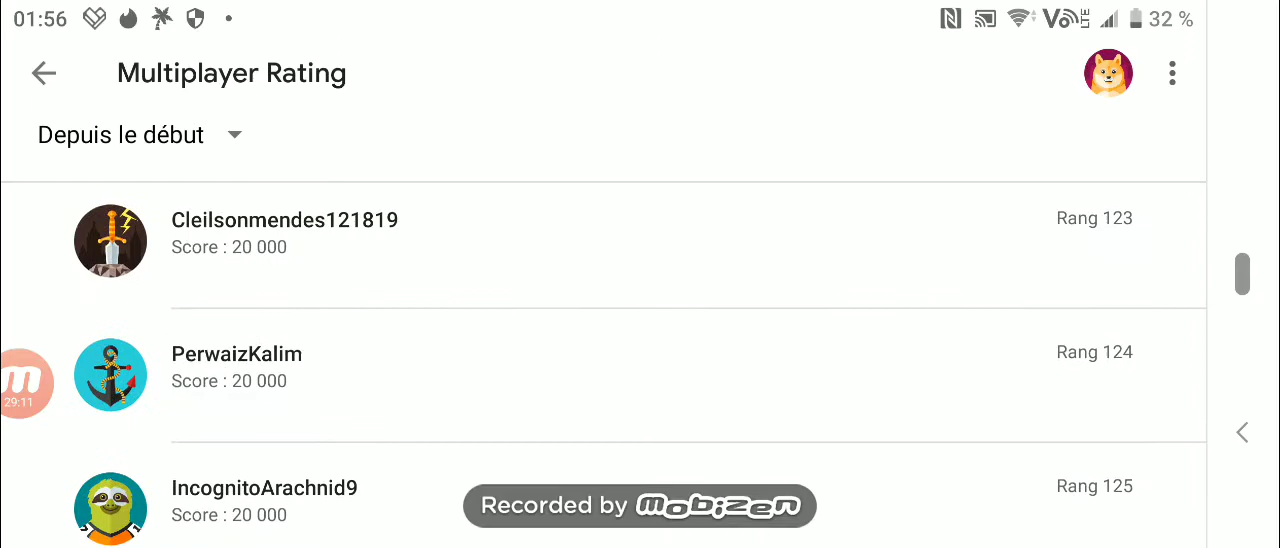 01:56
VoLTE
32 %
Multiplayer Rating
Depuis le début
Cleilsonmendes121819
Rang 123
Score : 20 000
PerwaizKalim
Rang 124
Score : 20 000
m
29:11
IncognitoArachnid9
Rang 125
Score : 20 000
Recorded by mobizen